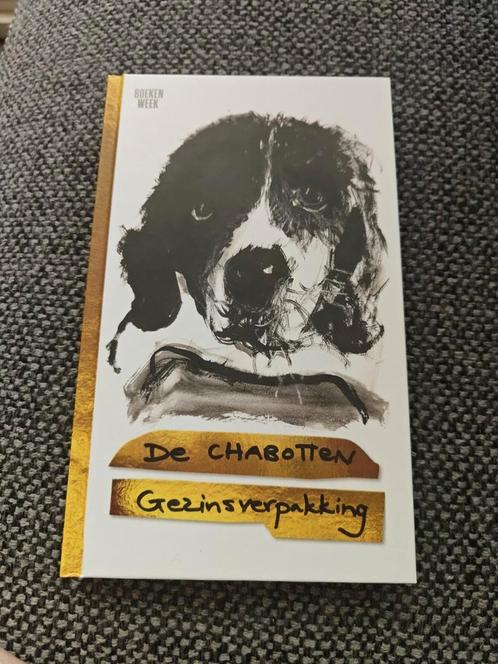 BOEKEN
WEEK
De CHABOTTEN
Gezinsverpakking